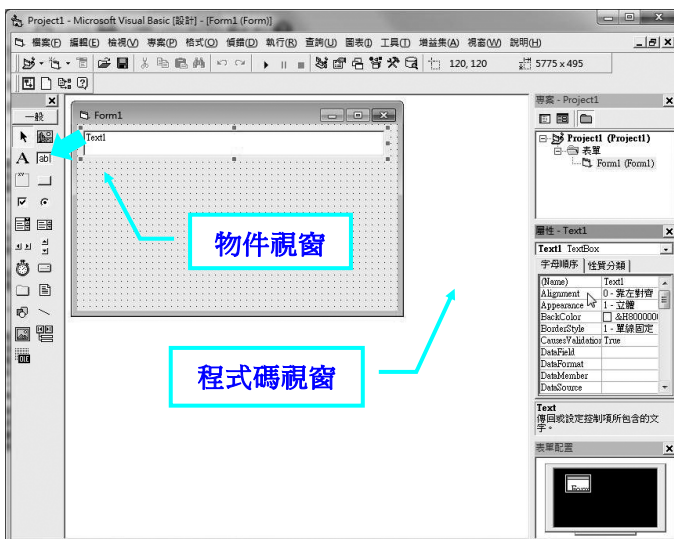 Project1 - Microsoft Visual Basic [設計] - [Form1 (Form)]
檔案(F) 編輯(E) 檢視(V) 專案(P) 格式(O) 偵錯(D) 執行(R) 查詢(U) 圖表(I) 工具(T) 增益集(A) 視窗(W) 說明(H)
120, 120 5775 x 495
一般
A ab|
OLE
Form1
Text1
物件視窗
程式碼視窗
專案 - Project1
Project1 (Project1)
表單
Form1 (Form1)
屬性 - Text1
Text1 TextBox
字母順序 性質分類
(Name) Text1
Alignment 0 - 靠左對齊
Appearance 1 - 立體
BackColor &H8000000
BorderStyle 1 - 單線固定
CausesValidation True
DataField
DataFormat
DataMember
DataSource
Text
傳回或設定控制項所包含的文
字。
表單配置
Form